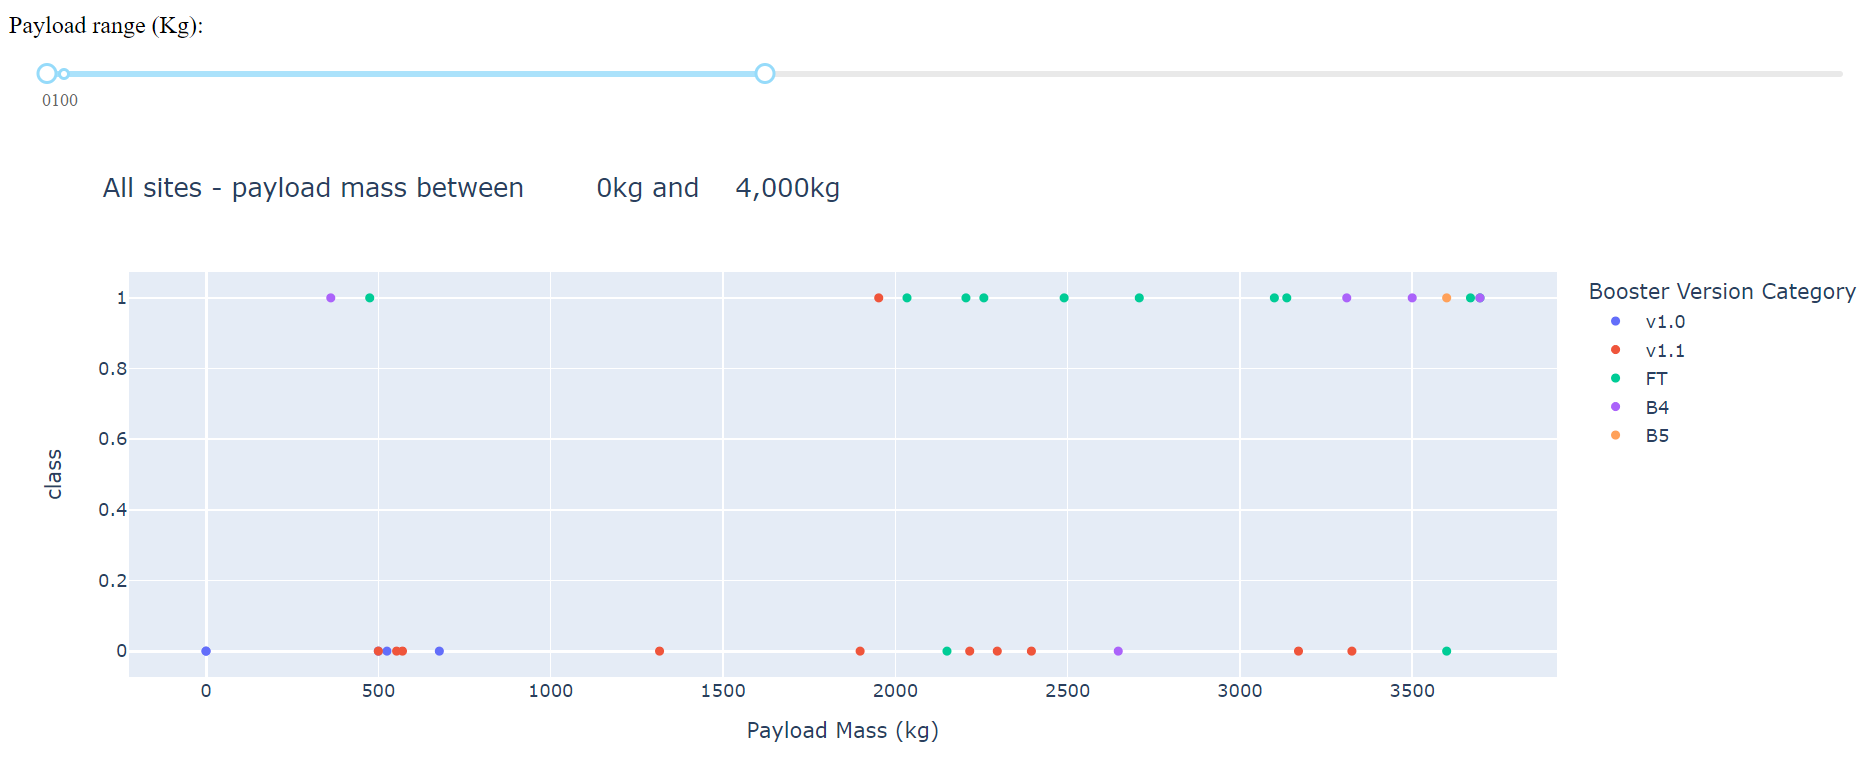 Payload range (Kg):
0100
All sites - payload mass between 0kg and 4,000kg
Booster Version Category
v1.0
v1.1
FT
B4
B5
class
1
0.8
0.6
0.4
0.2
0
0 500 1000 1500 2000 2500 3000 3500
Payload Mass (kg)